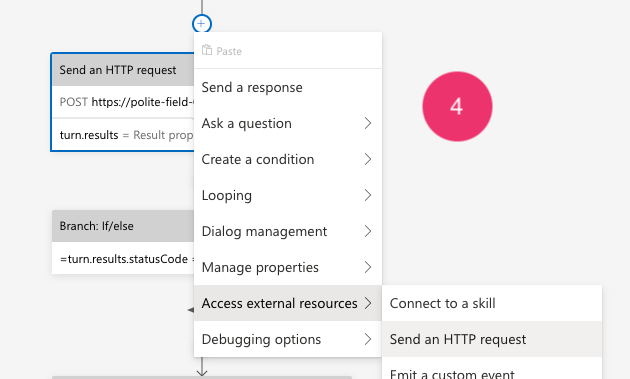 Paste
Send an HTTP request
POST https://polite-field-
turn.results = Result prop
Branch: If/else
=turn.results.statusCode =
Send a response
Ask a question
Create a condition
Looping
Dialog management
Manage properties
Access external resources
Debugging options
Connect to a skill
Send an HTTP request
Emit a custom event
4